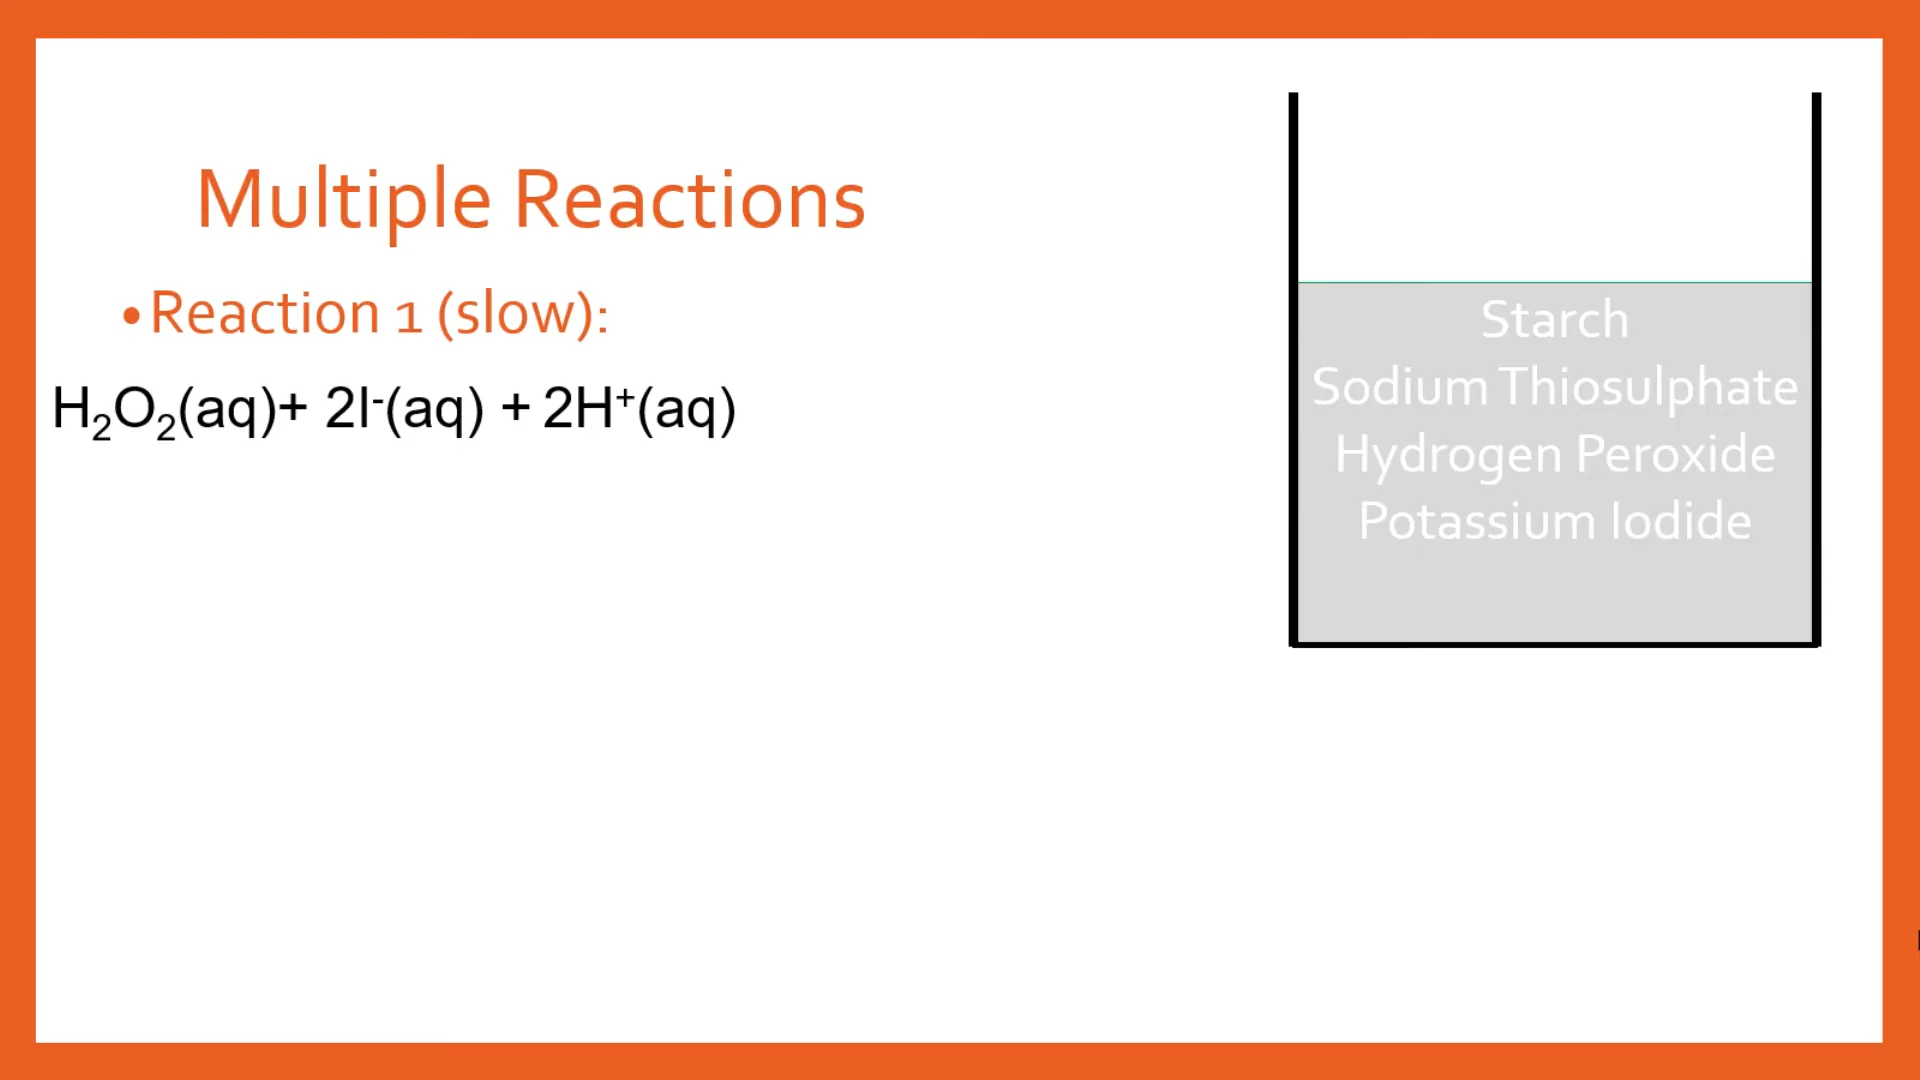 Multiple Reactions
•Reaction 1 (slow):
H₂O₂(aq)+ 2I⁻(aq) + 2H⁺(aq)
Starch
Sodium Thiosulphate
Hydrogen Peroxide
Potassium Iodide